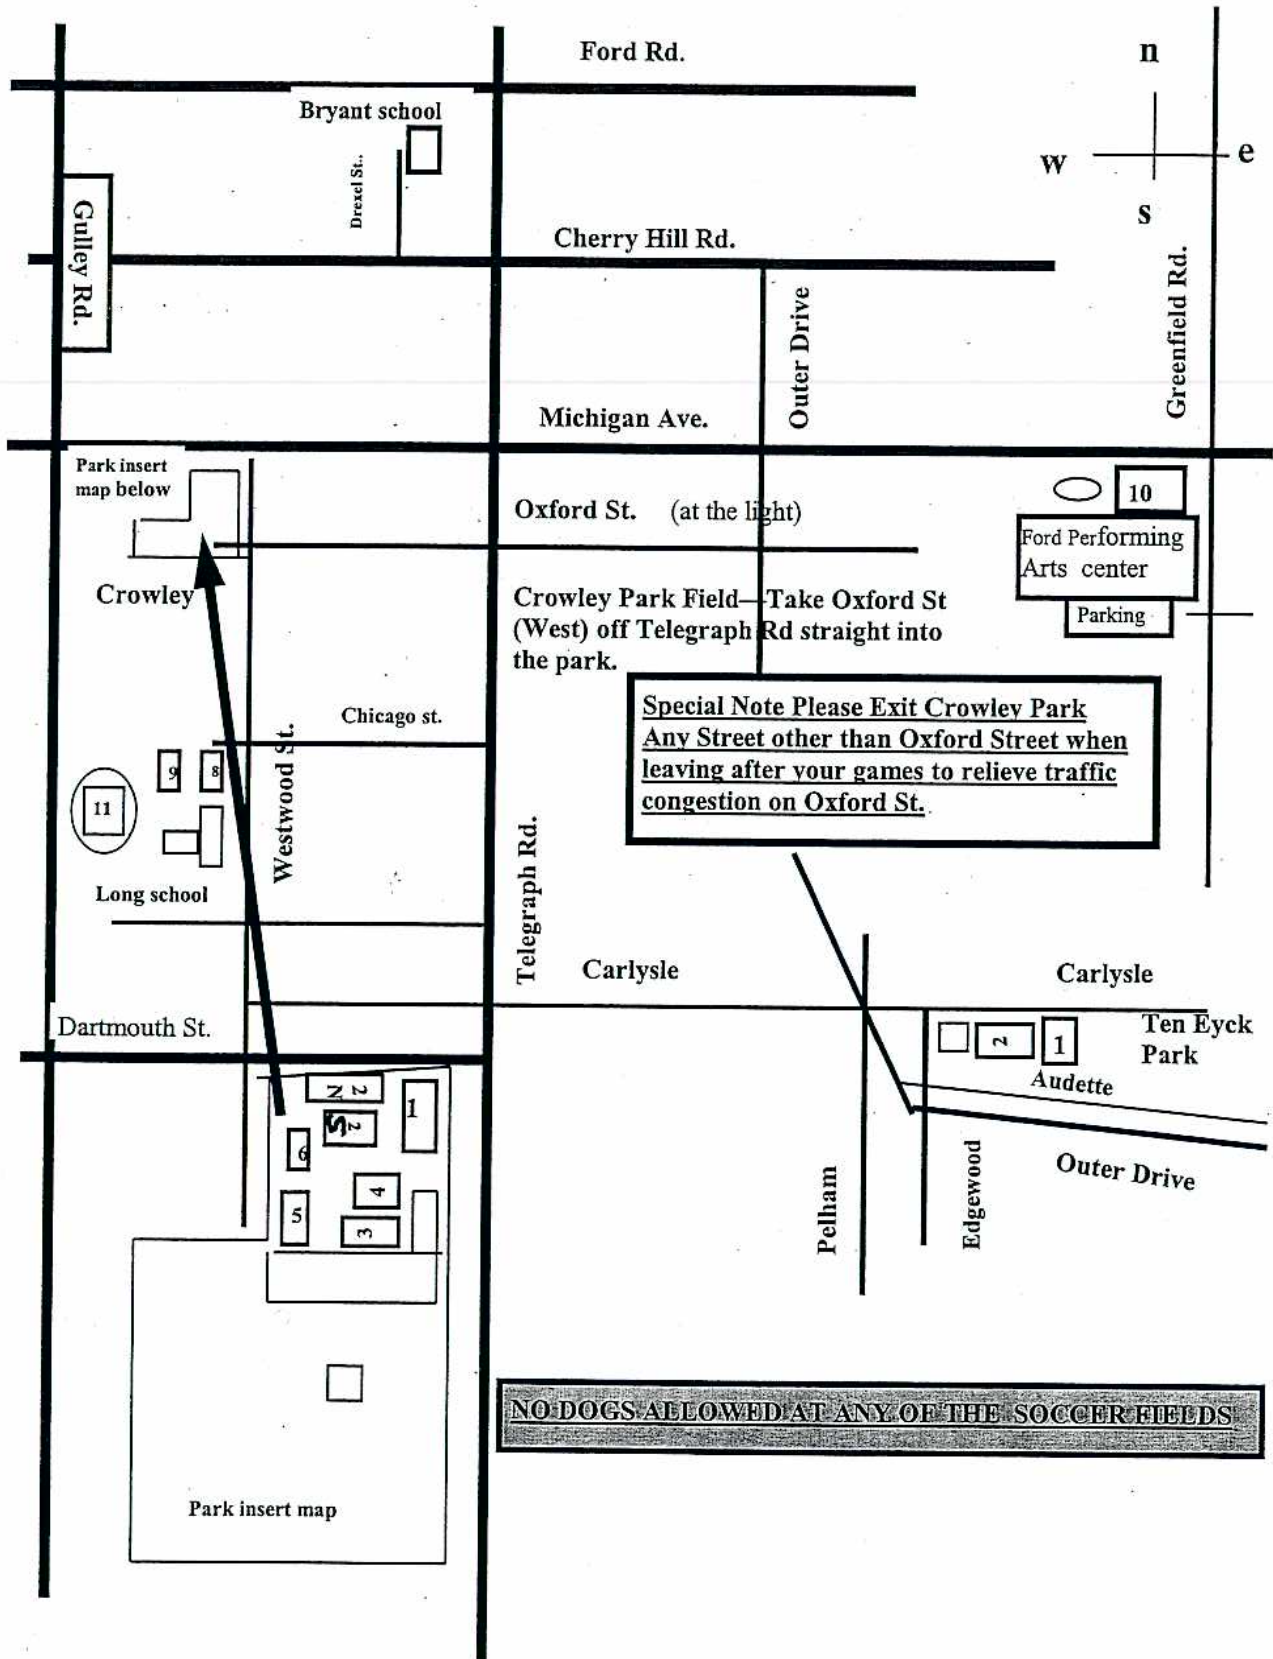 Ford Rd.
n
Bryant school
w
e
Drexel St..
s
Gulley Rd.
Cherry Hill Rd.
Outer Drive
Greenfield Rd.
Michigan Ave.
Park insert
map below
10
Oxford St. (at the light)
Ford Performing
Arts center
Crowley
Crowley Park Field—Take Oxford St
(West) off Telegraph Rd straight into
the park.
Parking
Special Note Please Exit Crowley Park
Any Street other than Oxford Street when
leaving after your games to relieve traffic
congestion on Oxford St.
Chicago st.
Westwood St.
9
8
11
Long school
Telegraph Rd.
Carlysle
Carlysle
Dartmouth St.
Ten Eyck
Park
2
1
Audette
2 N
1
2 S
6
4
5
3
Pelham
Edgewood
Outer Drive
NO DOGS ALLOWED AT ANY OF THE SOCCER FIELDS
Park insert map